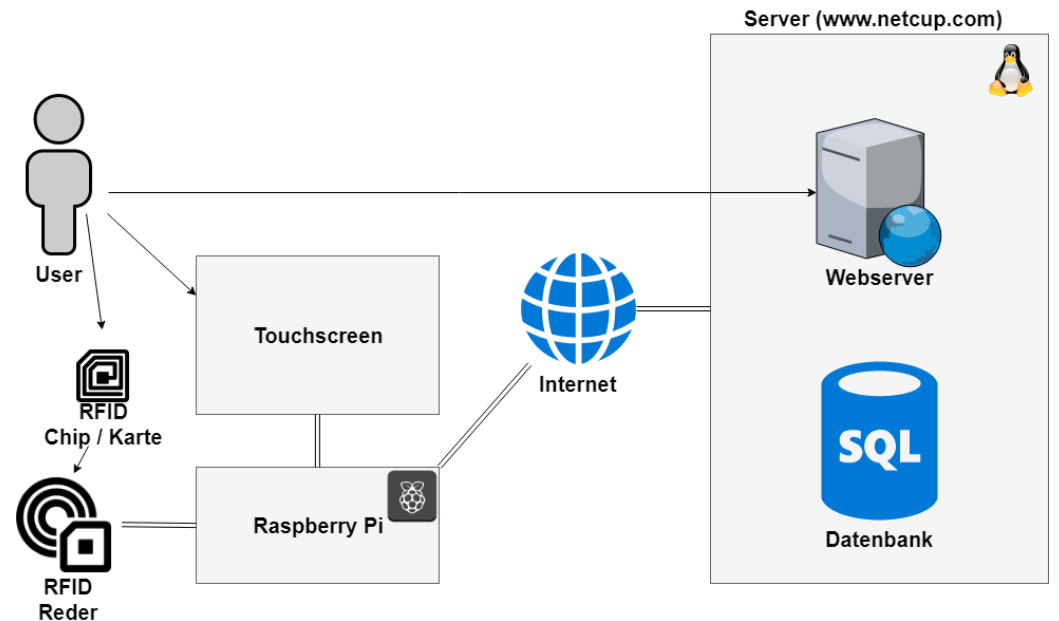 Server (www.netcup.com)
User
Webserver
Touchscreen
Internet
RFID
Chip / Karte
SQL
Raspberry Pi
Datenbank
RFID
Reder